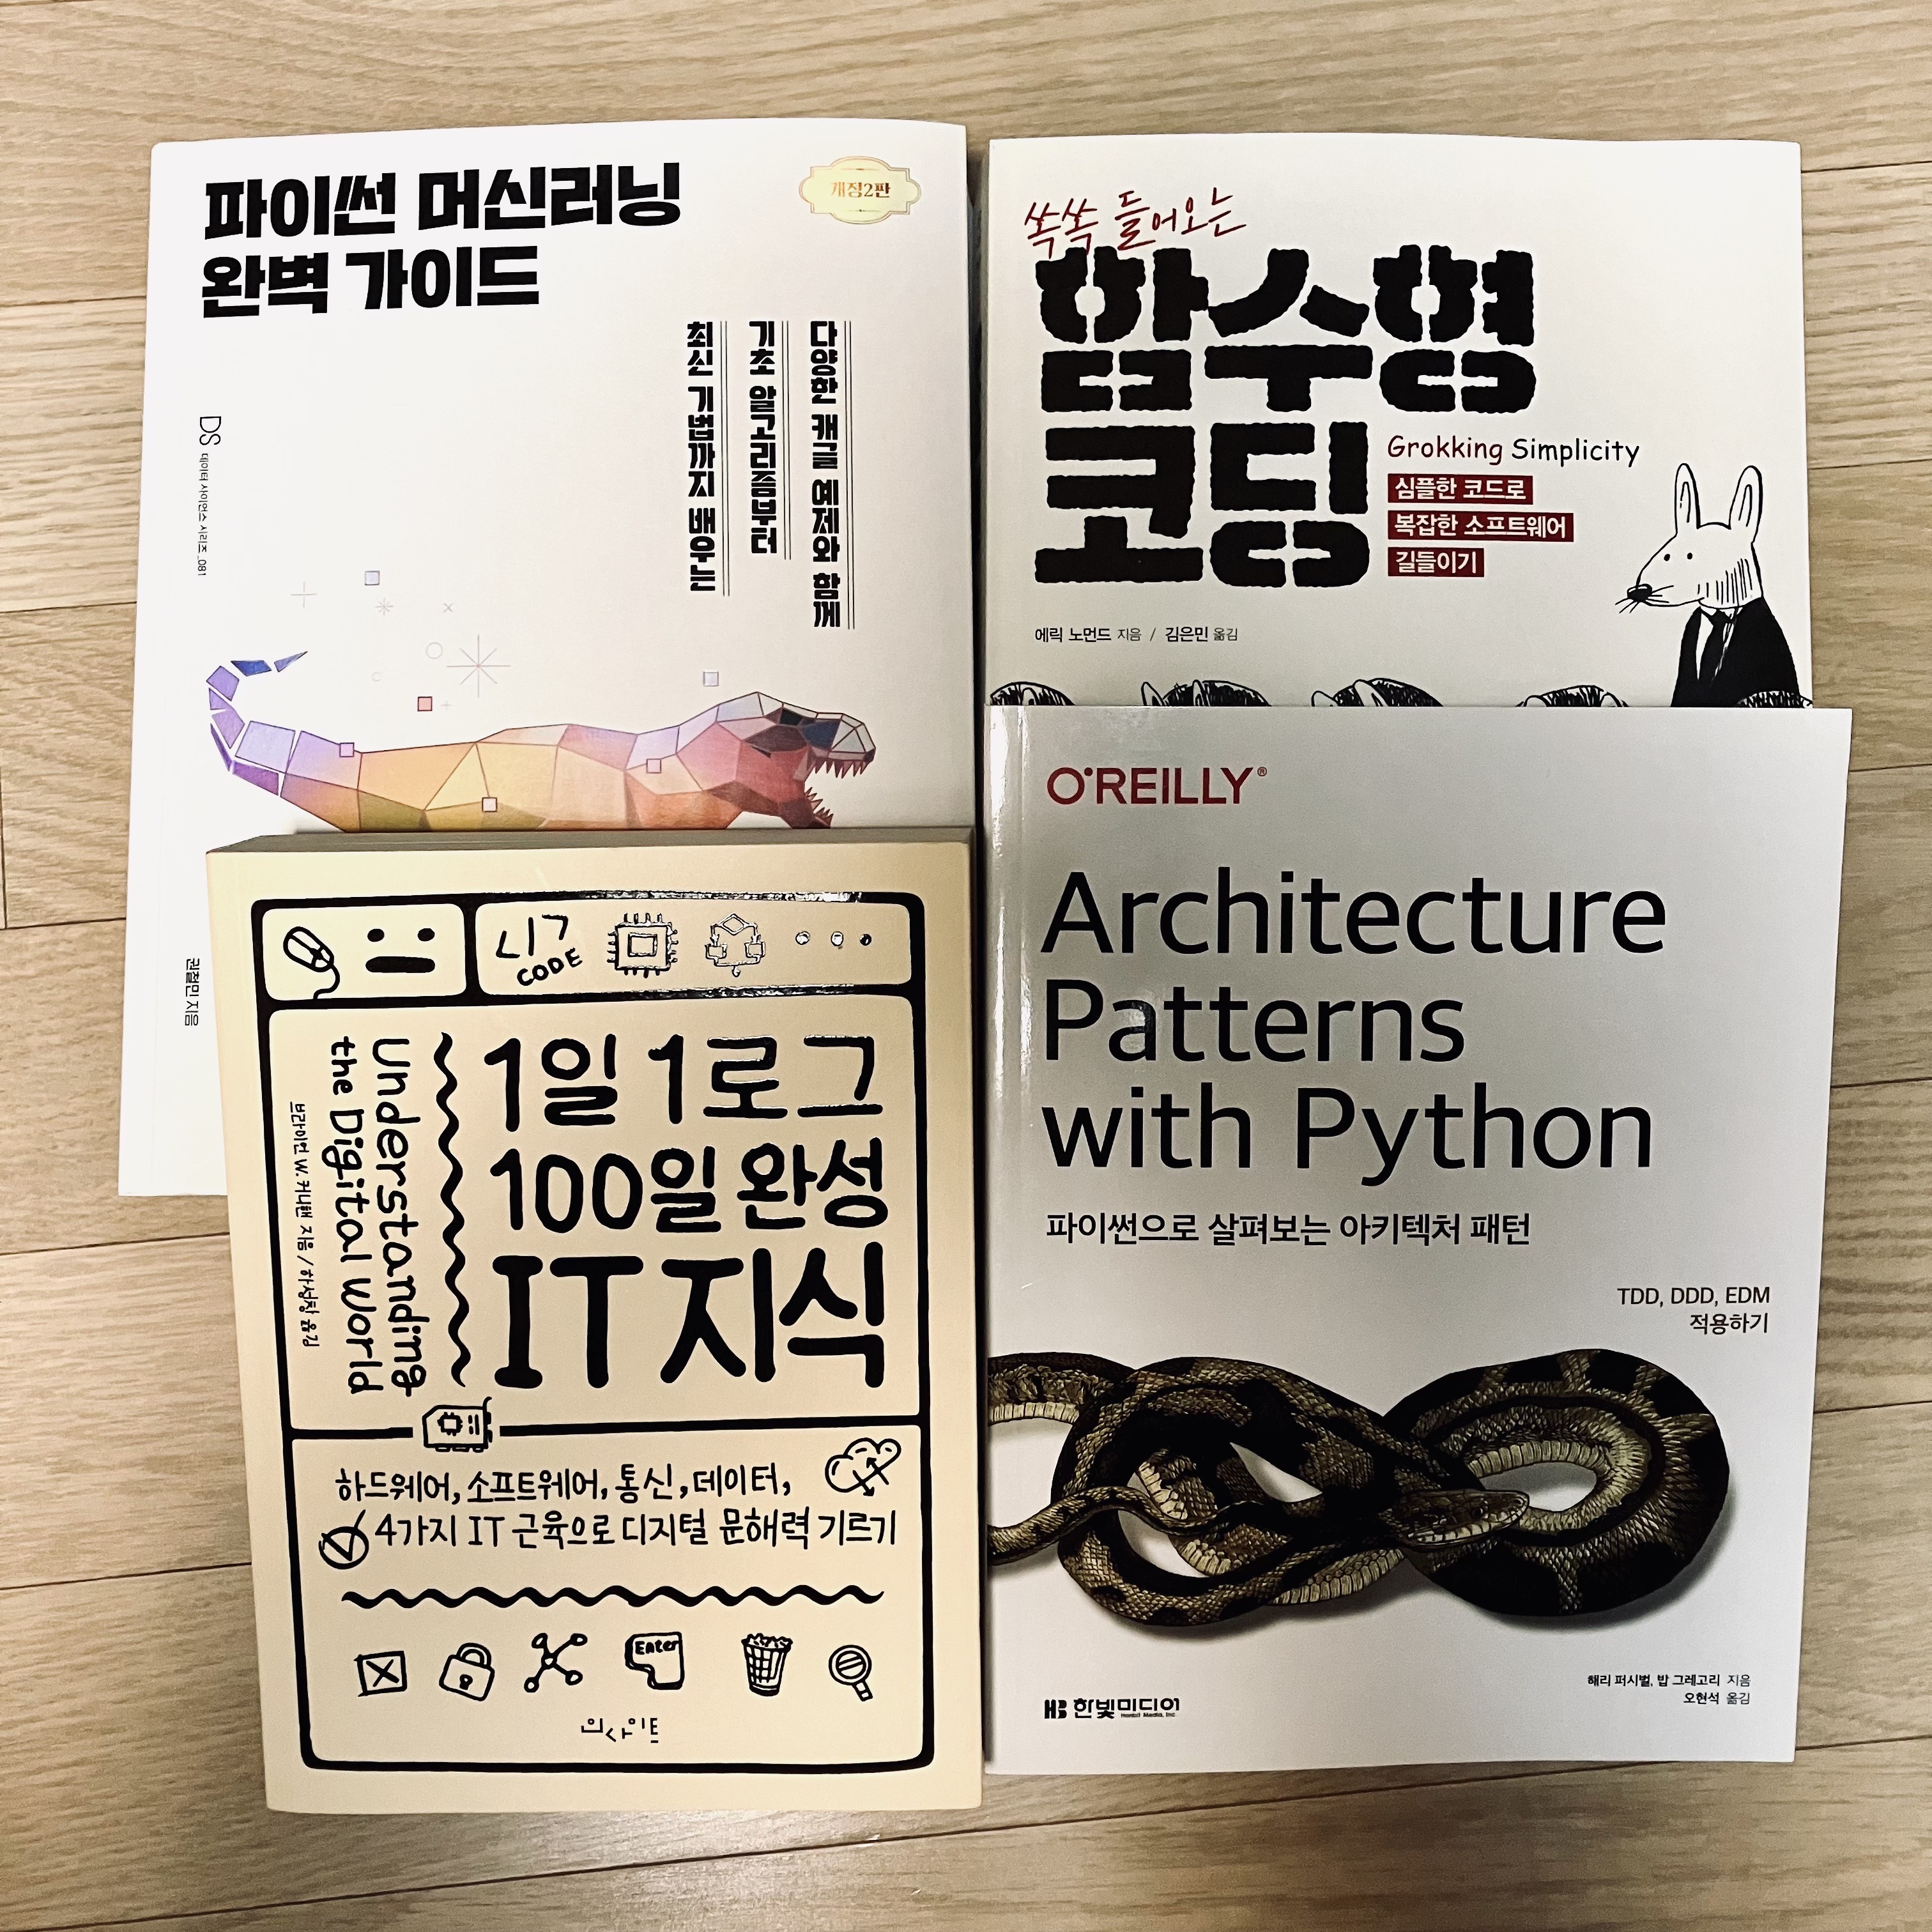 파이썬 머신러닝
완벽 가이드
개정2판
다양한 캐글 예제와 함께
기초 알고리즘부터
최신 기법까지 배우는
DS 데이터 사이언스 시리즈_081
권철민 지음
쏙쏙 들어오는
함수형
코딩
Grokking Simplicity
심플한 코드로
복잡한 소프트웨어
길들이기
에릭 노먼드 지음 / 김은민 옮김
CODE
1일 1로그
100일 완성
IT 지식
Understanding
the Digital World
브라이언 W. 커니핸 지음 / 하성창 옮김
하드웨어, 소프트웨어, 통신, 데이터,
4가지 IT 근육으로 디지털 문해력 기르기
Enter
인사이트
O'REILLY®
Architecture
Patterns
with Python
파이썬으로 살펴보는 아키텍처 패턴
TDD, DDD, EDM
적용하기
해리 퍼시벌, 밥 그레고리 지음
오현석 옮김
HB 한빛미디어
Hanbit Media, Inc